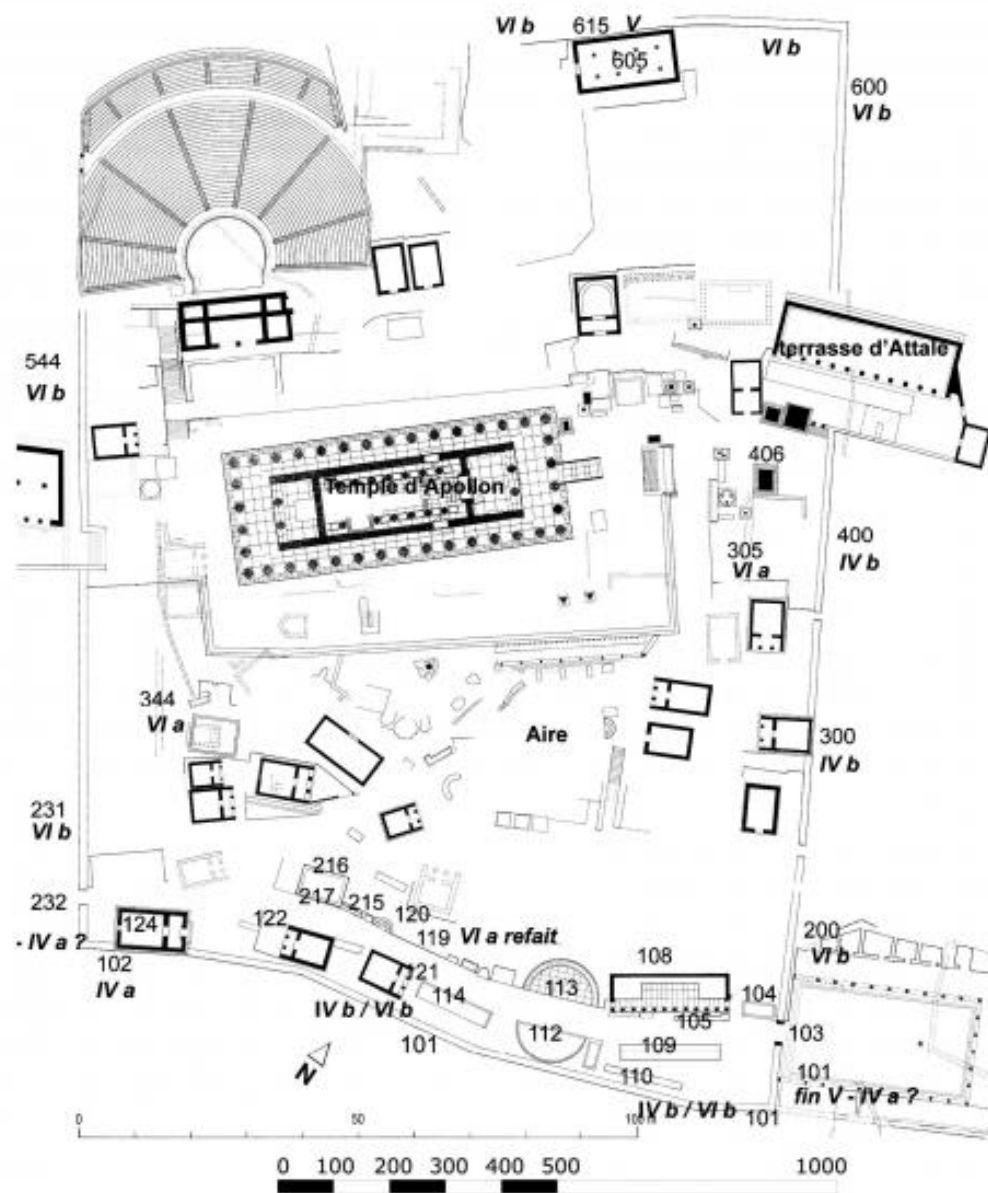 VI b 615 V
VI b
605
600
VI b
terrasse d'Attale
544
VI b
406
Temple d'Apollon
400
IV b
305
VI a
344
VI a
Aire
300
IV b
231
VI b
216
217 215
232
- IV a ?
124
122
120
119 VI a refait
200
VI b
102
IV a
121
108
IV b / VI b
114
113
104
105
101
112
109
103
110
101
fin V - IV a ?
IV b / VI b 101
N
0 50 100 m
0 100 200 300 400 500 1000